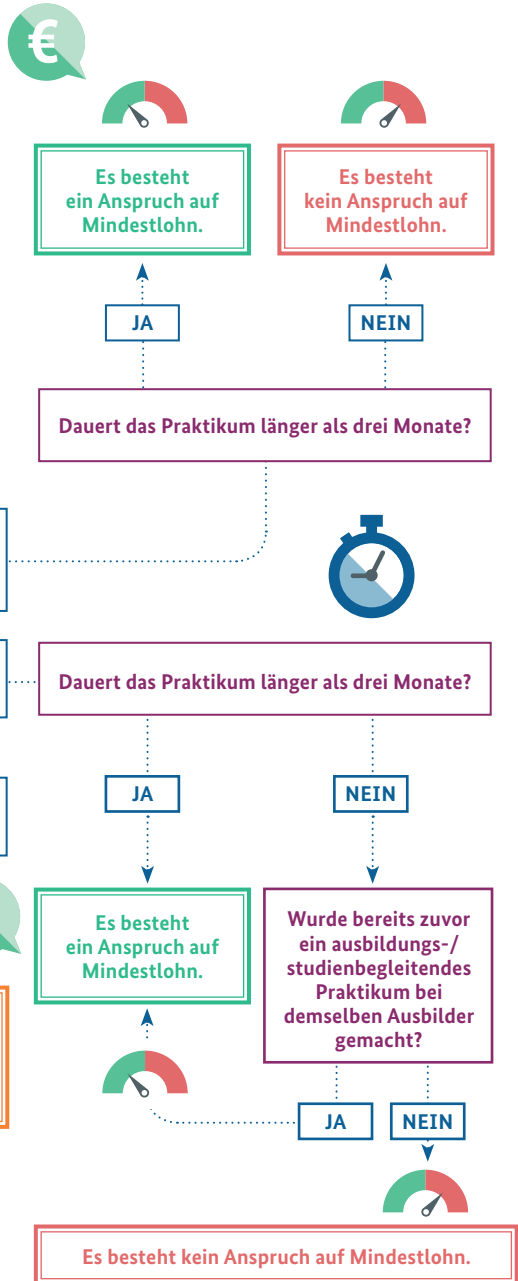 €
Es besteht
ein Anspruch auf
Mindestlohn.
Es besteht
kein Anspruch auf
Mindestlohn.
JA
NEIN
Dauert das Praktikum länger als drei Monate?
Dauert das Praktikum länger als drei Monate?
JA
NEIN
Es besteht
ein Anspruch auf
Mindestlohn.
Wurde bereits zuvor
ein ausbildungs-/
studienbegleitendes
Praktikum bei
demselben Ausbilder
gemacht?
JA
NEIN
Es besteht kein Anspruch auf Mindestlohn.